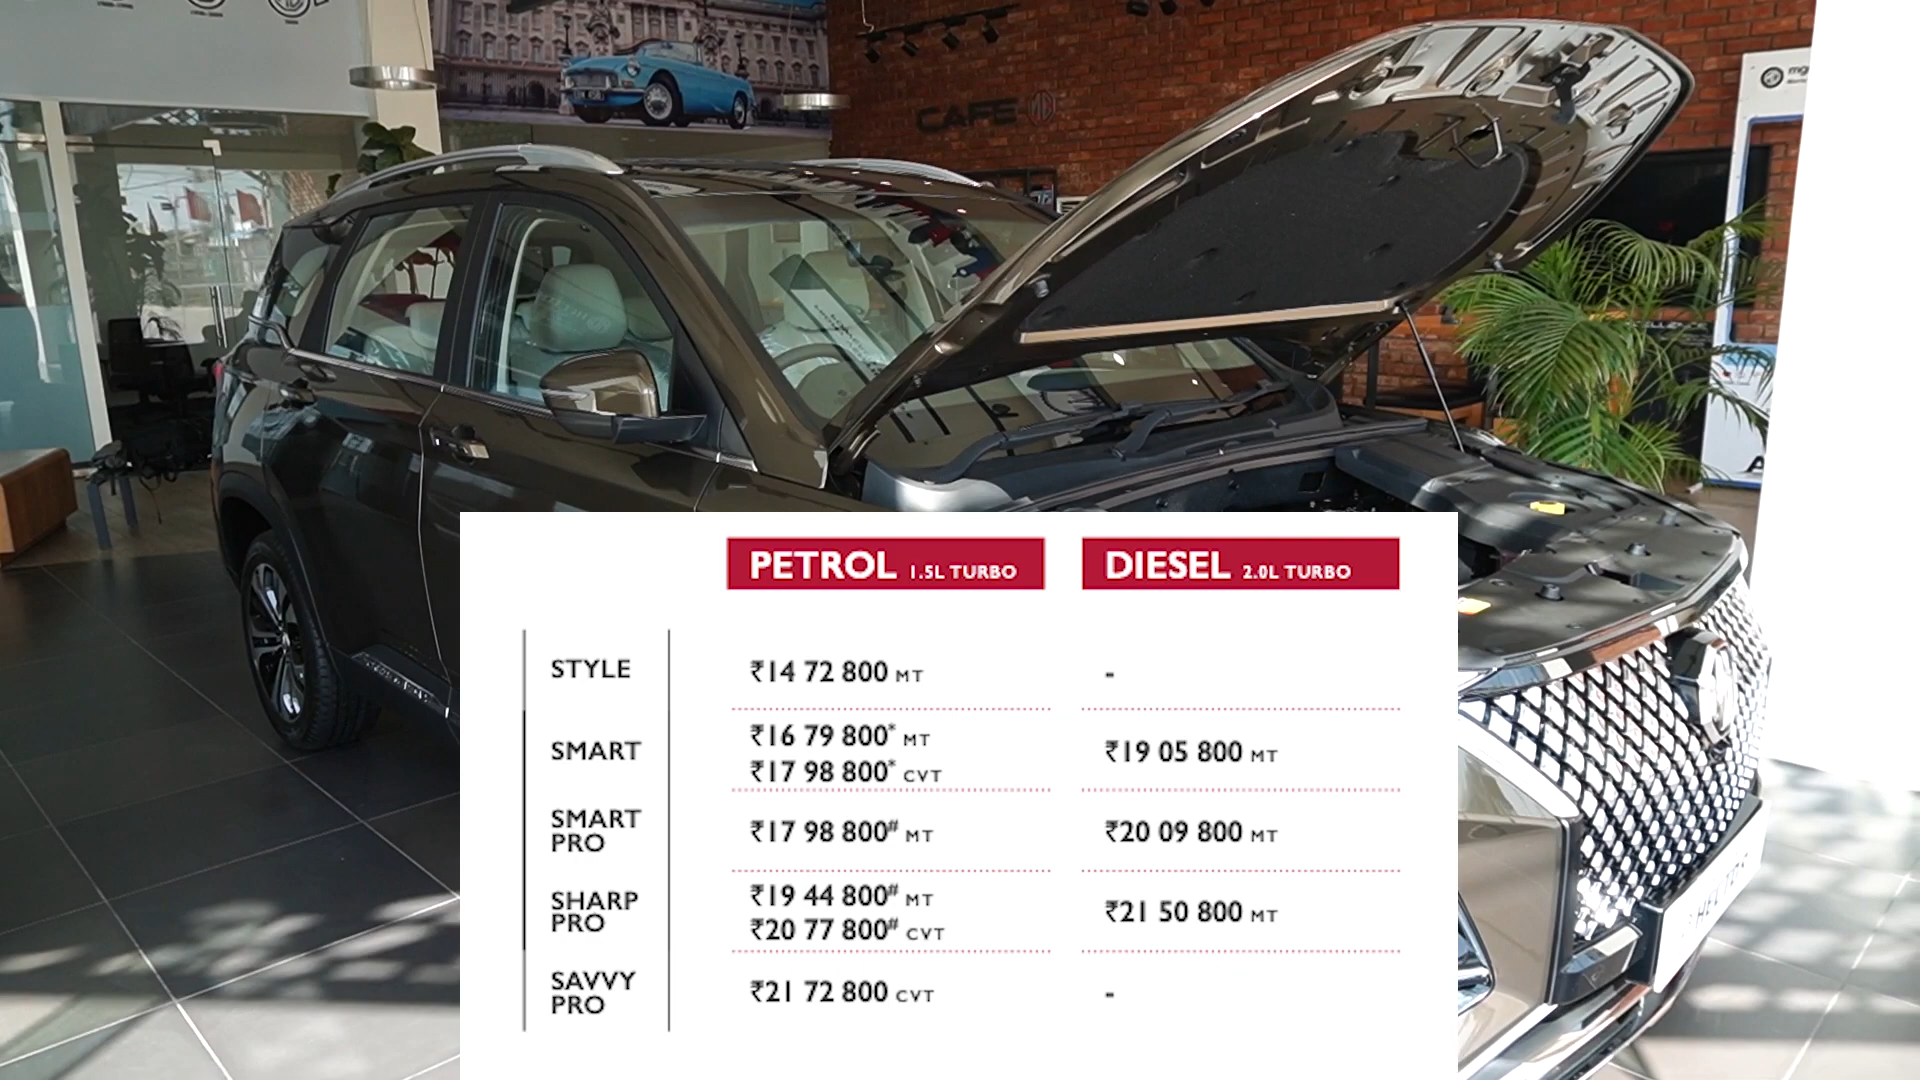 CAFE
mg
PETROL 1.5L TURBO
DIESEL 2.0L TURBO
STYLE
₹14 72 800 MT
-
SMART
₹16 79 800* MT
₹17 98 800* CVT
₹19 05 800 MT
SMART
PRO
₹17 98 800# MT
₹20 09 800 MT
SHARP
PRO
₹19 44 800# MT
₹20 77 800# CVT
₹21 50 800 MT
SAVVY
PRO
₹21 72 800 CVT
-